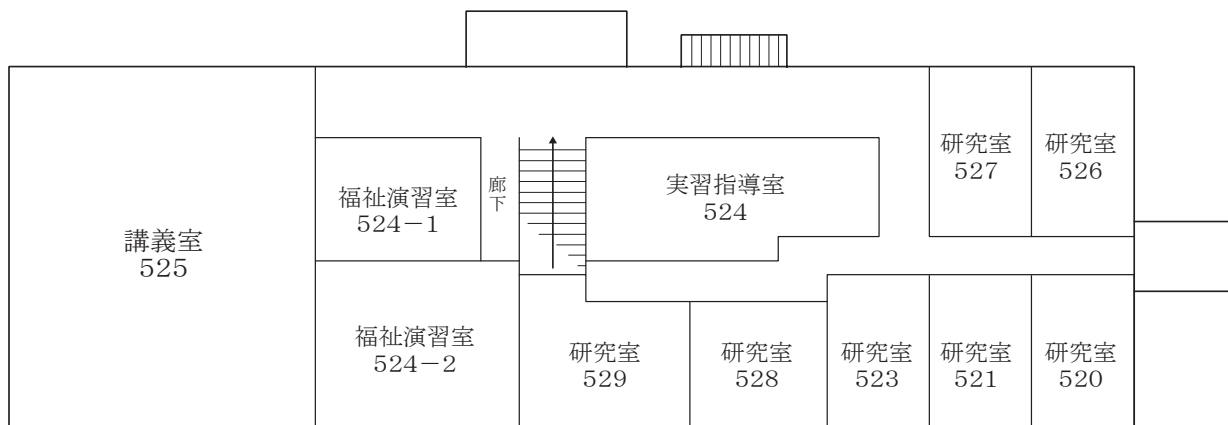 講義室
525
福祉演習室
524－1
廊下
福祉演習室
524－2
実習指導室
524
研究室
527
研究室
526
研究室
529
研究室
528
研究室
523
研究室
521
研究室
520